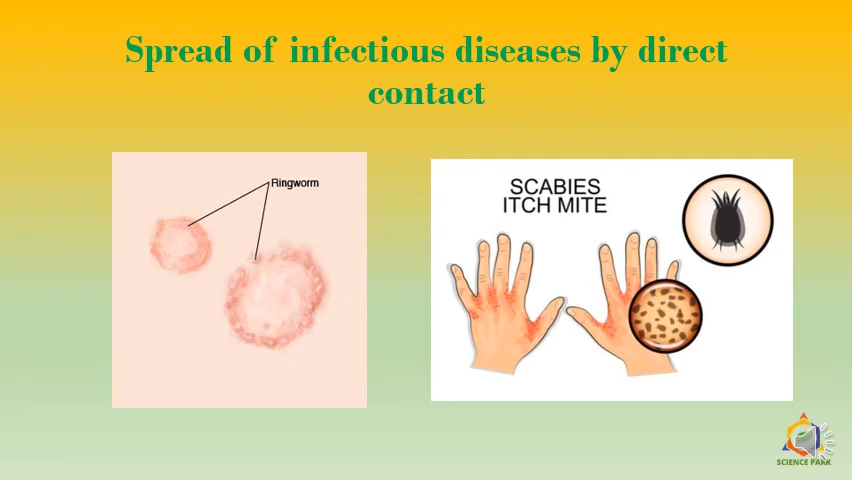 Spread of infectious diseases by direct
contact
Ringworm
SCABIES
ITCH MITE
SCIENCE PARK